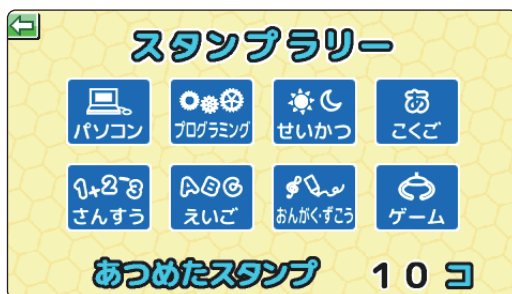 スタンプラリー
パソコン
プログラミング
せいかつ
あ
こくご
1+2-3
さんすう
ABC
えいご
おんがく・ずこう
ゲーム
あつめたスタンプ 10コ